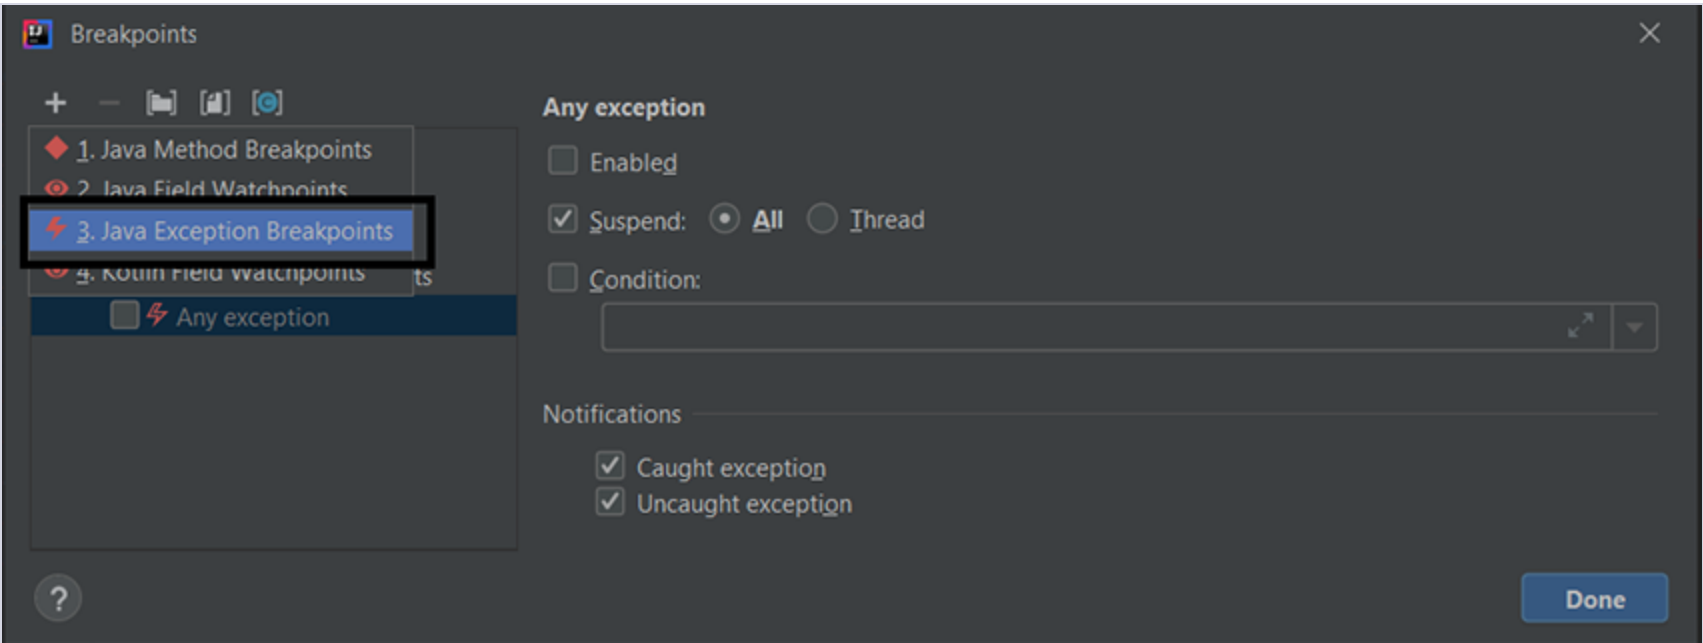 Breakpoints
Any exception
1. Java Method Breakpoints
Enabled
2. Java Field Watchpoints
3. Java Exception Breakpoints
Suspend: All Thread
4. Kotlin Field Watchpoints
ts
Condition:
Any exception
Notifications
Caught exception
Uncaught exception
?
Done